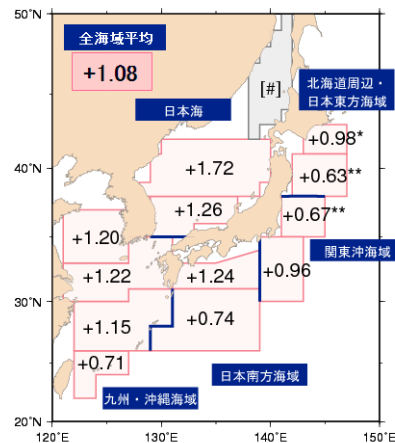 50°N
全海域平均
+1.08
[#]
北海道周辺・
日本東方海域
日本海
+0.98*
40°N
+1.72
+0.63**
+1.26
+0.67**
+1.20
関東沖海域
+1.22
+1.24
+0.96
30°N
+1.15
+0.74
+0.71
日本南方海域
九州・沖縄海域
20°N
120°E
130°E
140°E
150°E